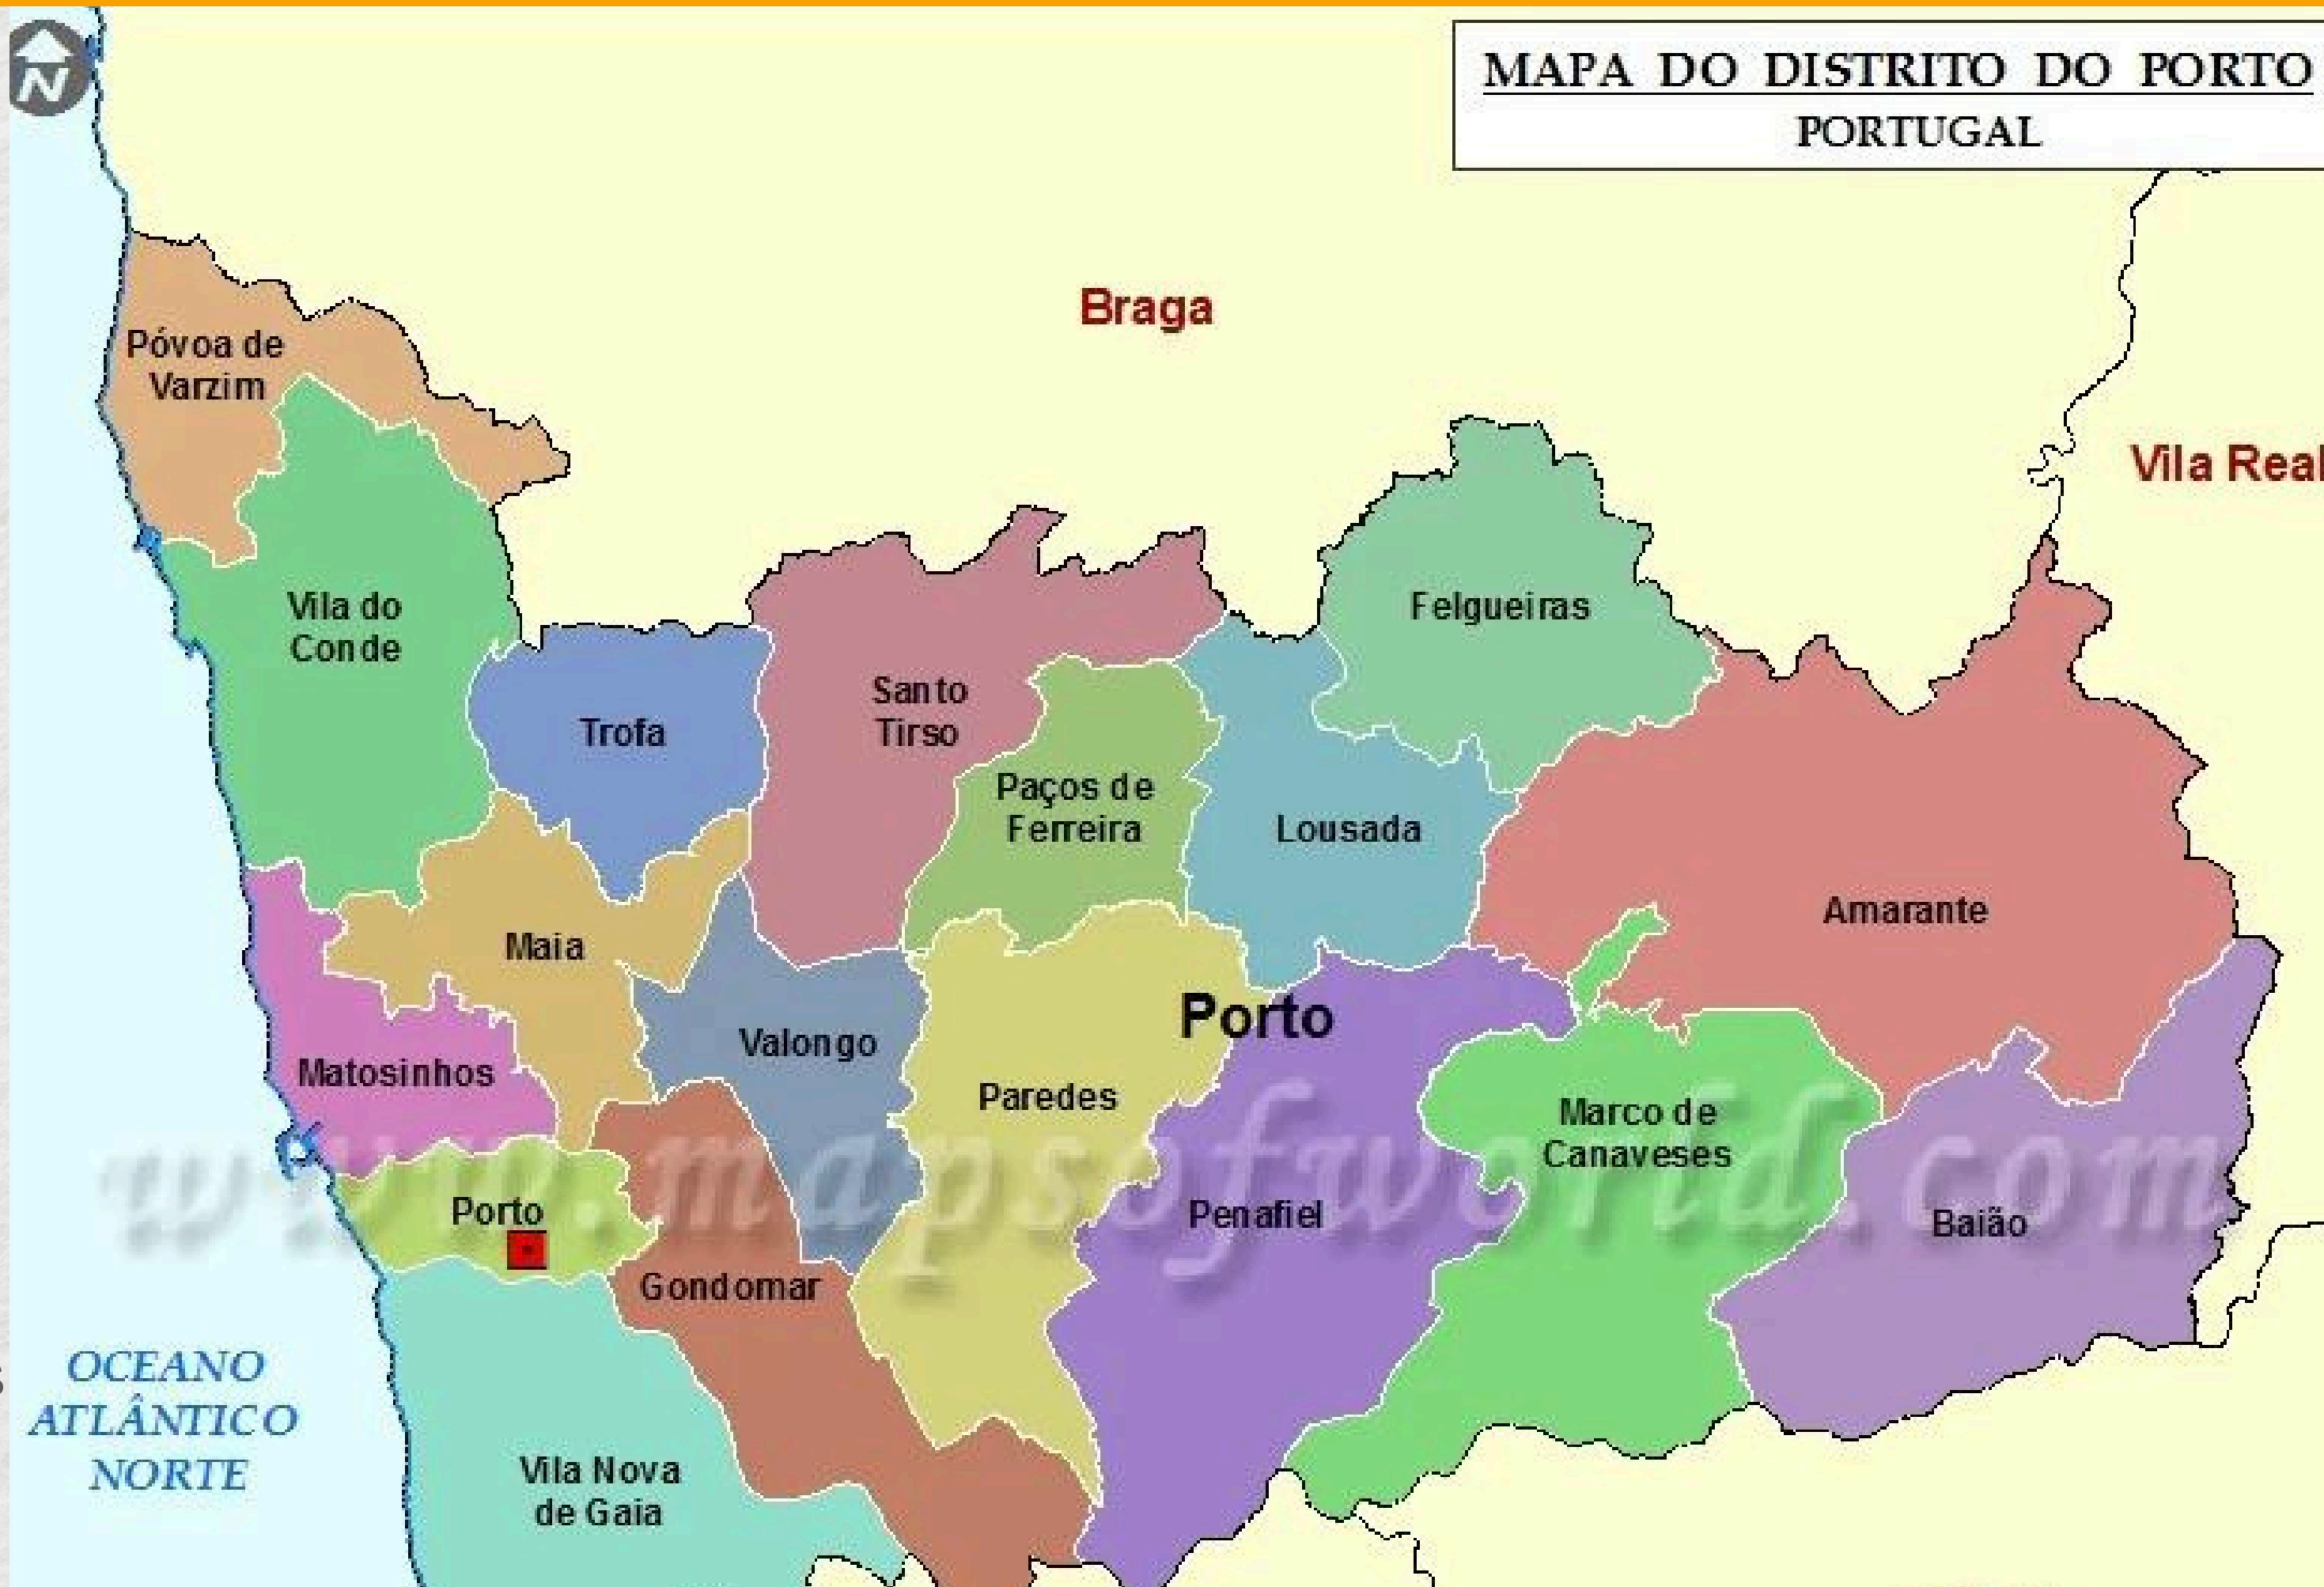 N
MAPA DO DISTRITO DO PORTO
PORTUGAL
Braga
Vila Real
Póvoa de
Varzim
Vila do
Conde
Felgueiras
Trofa
Santo
Tirso
Paços de
Ferreira
Lousada
Amarante
Maia
Porto
Valongo
Matosinhos
Paredes
Marco de
Canaveses
www.mapsofworld.com
Porto
Penafiel
Baião
Gondomar
OCEANO
ATLÂNTICO
NORTE
Vila Nova
de Gaia